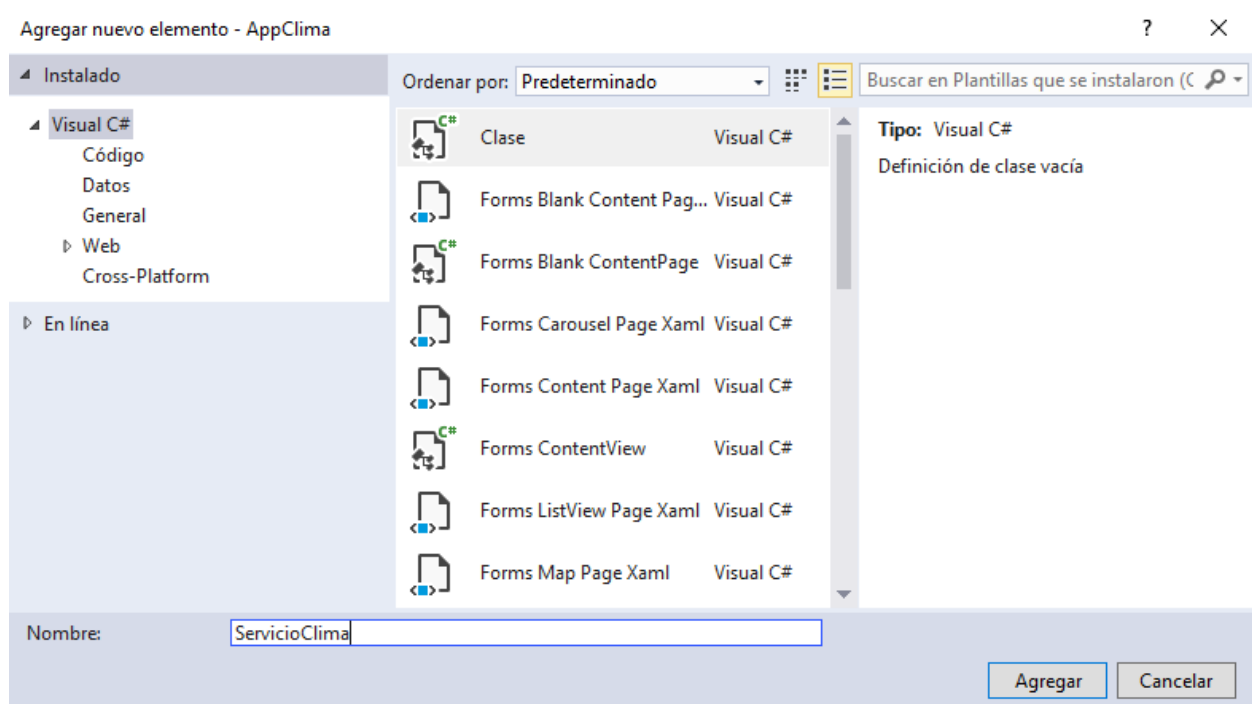 Agregar nuevo elemento - AppClima
?
Instalado
Ordenar por: Predeterminado
Buscar en Plantillas que se instalaron (C
Visual C#
Código
Datos
General
Web
Cross-Platform
En línea
C# Clase Visual C#
Forms Blank Content Pag... Visual C#
C# Forms Blank ContentPage Visual C#
Forms Carousel Page Xaml Visual C#
Forms Content Page Xaml Visual C#
C# Forms ContentView Visual C#
Forms ListView Page Xaml Visual C#
Forms Map Page Xaml Visual C#
Tipo: Visual C#
Definición de clase vacía
Nombre: ServicioClima
Agregar Cancelar